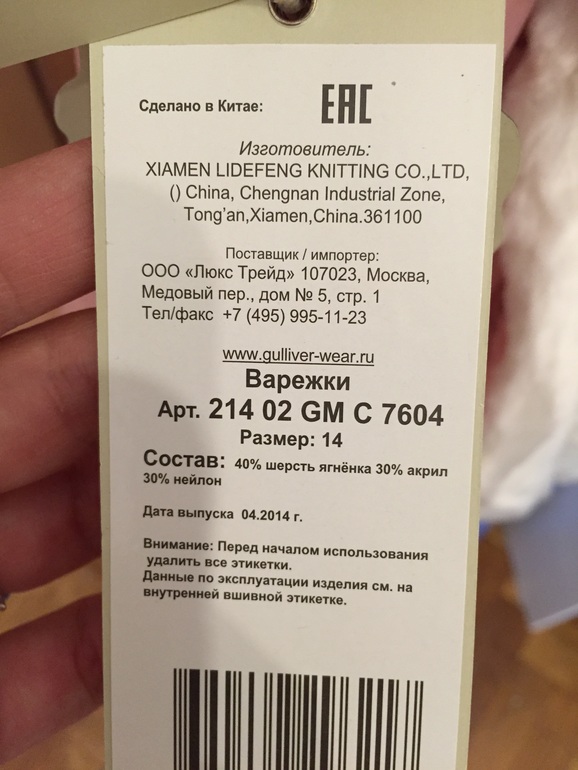 Сделано в Китае: ЕАС
Изготовитель:
XIAMEN LIDEFENG KNITTING CO.,LTD,
() China, Chengnan Industrial Zone,
Tong'an,Xiamen,China.361100
Поставщик / импортер:
ООО «Люкс Трейд» 107023, Москва,
Медовый пер., дом № 5, стр. 1
Тел/факс +7 (495) 995-11-23
www.gulliver-wear.ru
Варежки
Арт. 214 02 GM C 7604
Размер: 14
Состав: 40% шерсть ягнёнка 30% акрил
30% нейлон
Дата выпуска 04.2014 г.
Внимание: Перед началом использования
удалить все этикетки.
Данные по эксплуатации изделия см. на
внутренней вшивной этикетке.